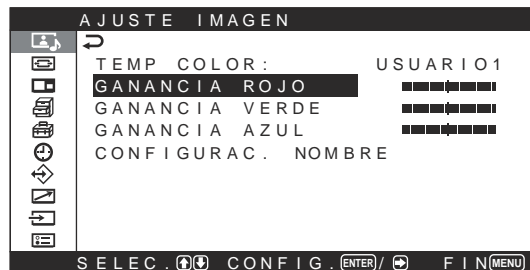 AJUSTE IMAGEN
TEMP COLOR: USUARIO1
GANANCIA ROJO
GANANCIA VERDE
GANANCIA AZUL
CONFIGURAC. NOMBRE
SELEC. CONFIG. ENTER / FIN MENU